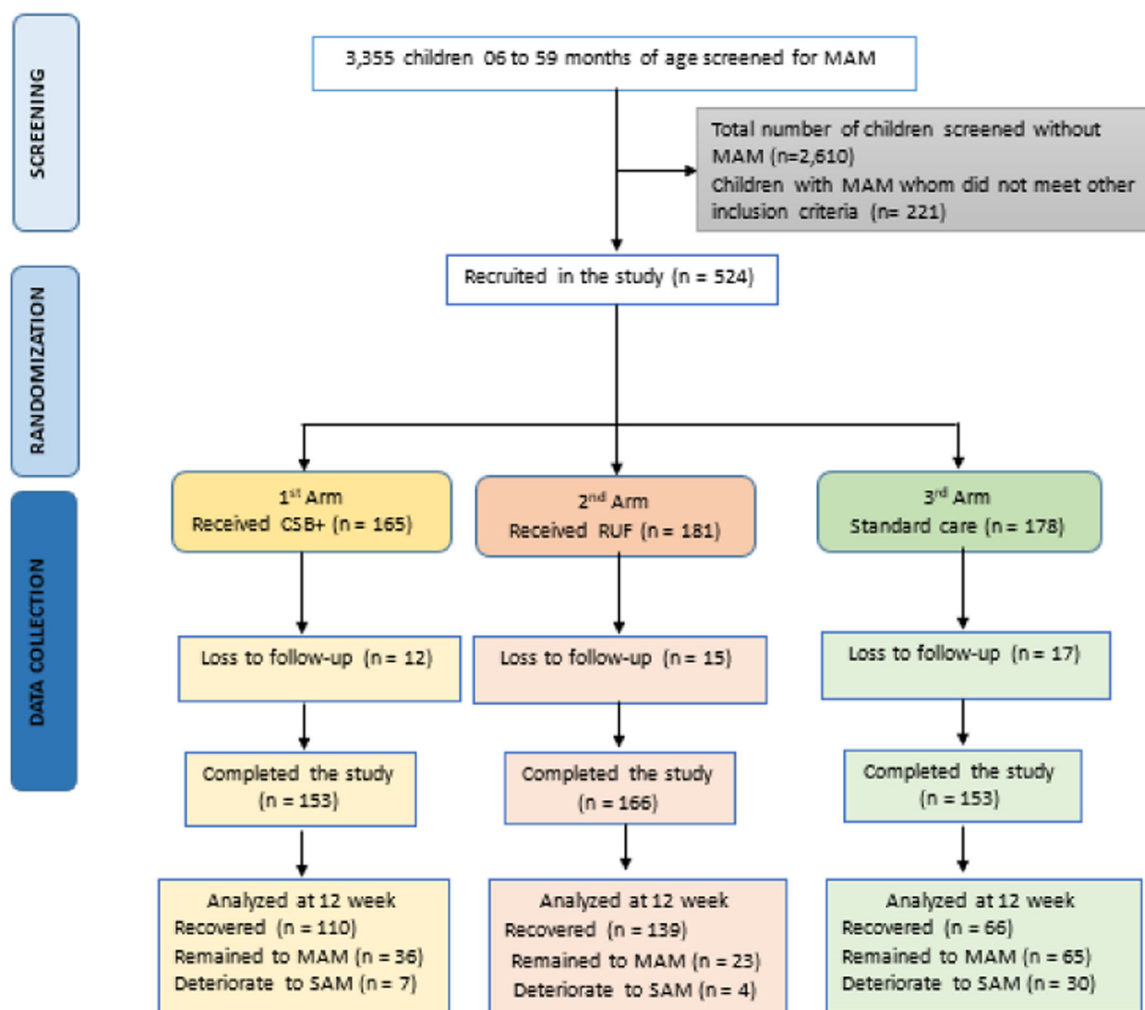 SCREENING
3,355 children 06 to 59 months of age screened for MAM
Total number of children screened without
MAM (n=2,610)
Children with MAM whom did not meet other
inclusion criteria (n= 221)
RANDOMIZATION
Recruited in the study (n = 524)
1st Arm
Received CSB+ (n = 165)
2nd Arm
Received RUF (n = 181)
3rd Arm
Standard care (n = 178)
DATA COLLECTION
Loss to follow-up (n = 12)
Loss to follow-up (n = 15)
Loss to follow-up (n = 17)
Completed the study
(n = 153)
Completed the study
(n = 166)
Completed the study
(n = 153)
Analyzed at 12 week
Recovered (n = 110)
Remained to MAM (n = 36)
Deteriorate to SAM (n = 7)
Analyzed at 12 week
Recovered (n = 139)
Remained to MAM (n = 23)
Deteriorate to SAM (n = 4)
Analyzed at 12 week
Recovered (n = 66)
Remained to MAM (n = 65)
Deteriorate to SAM (n = 30)